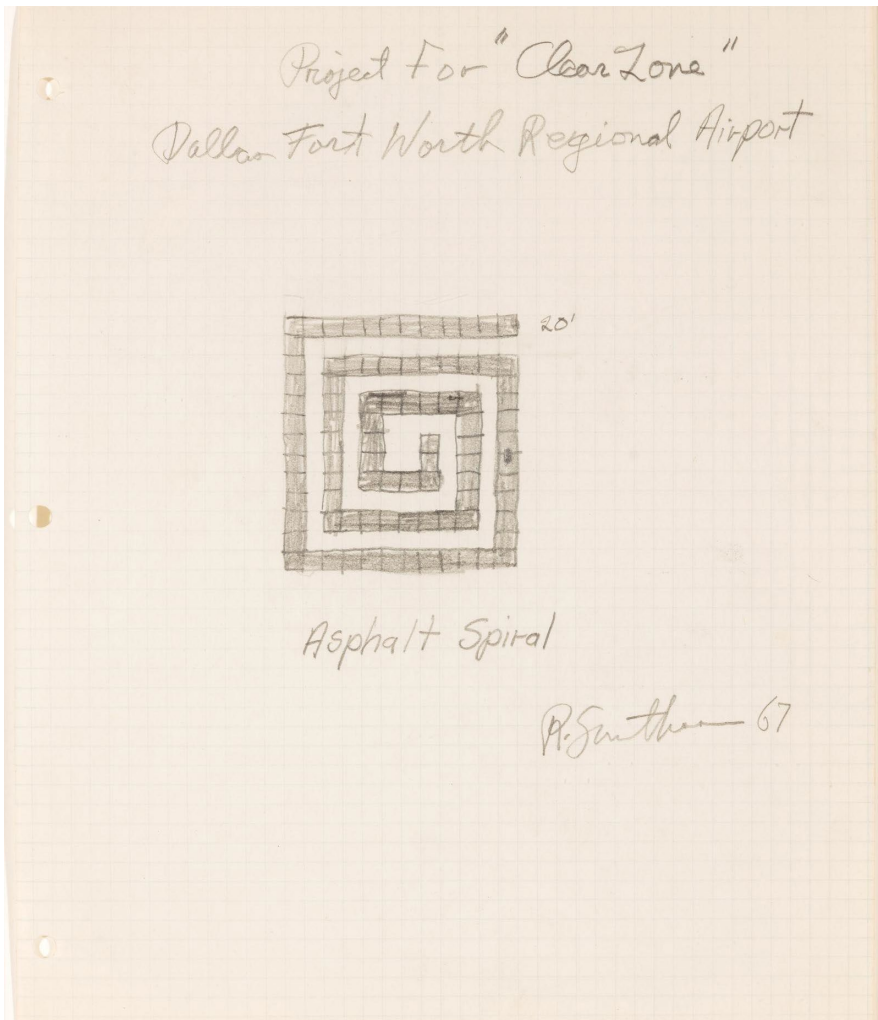 Project For "Clear Zone"
Dallas Fort Worth Regional Airport
20'
Asphalt Spiral
R. Smithson 67